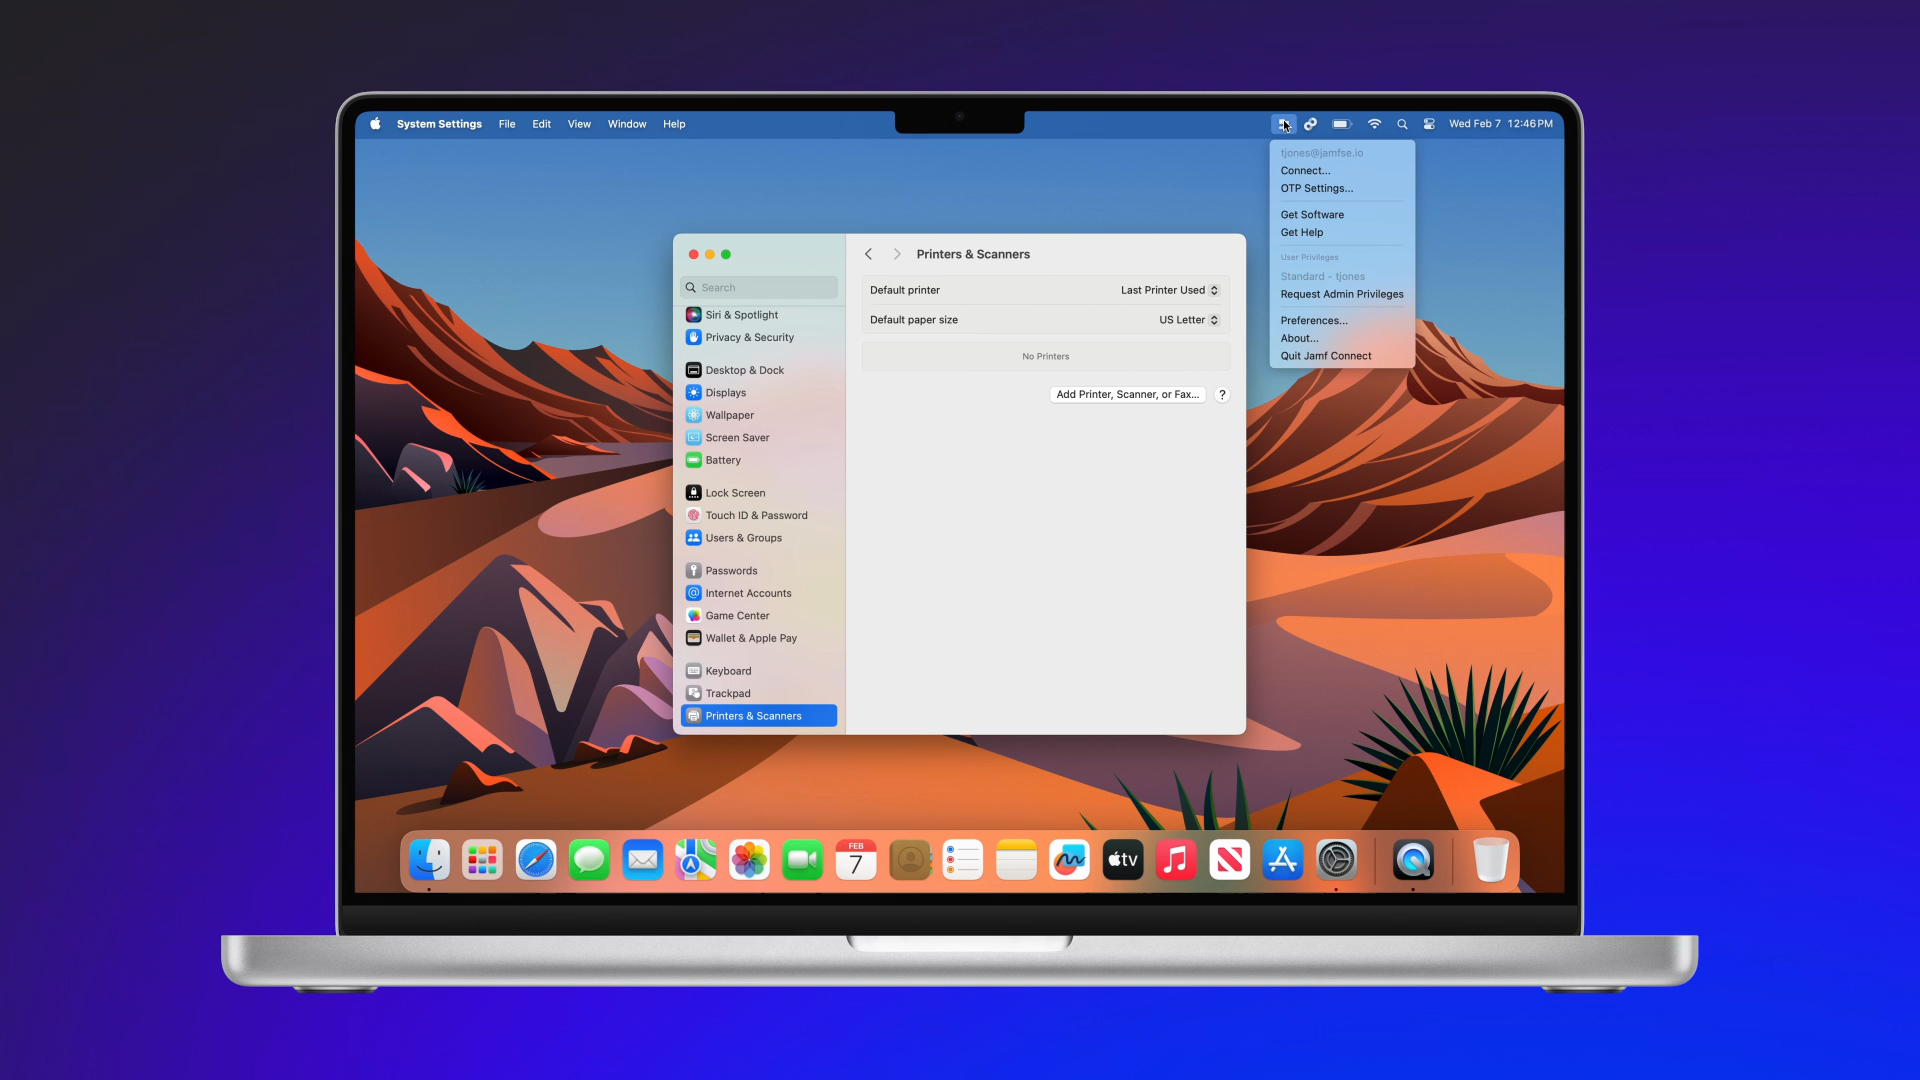 System Settings File Edit View Window Help
Wed Feb 7 12:46 PM
tjones@jamfse.io
Connect...
OTP Settings...
Get Software
Get Help
User Privileges
Standard - tjones
Request Admin Privileges
Preferences...
About...
Quit Jamf Connect
Search
Siri & Spotlight
Privacy & Security
Desktop & Dock
Displays
Wallpaper
Screen Saver
Battery
Lock Screen
Touch ID & Password
Users & Groups
Passwords
Internet Accounts
Game Center
Wallet & Apple Pay
Keyboard
Trackpad
Printers & Scanners
Printers & Scanners
Default printer Last Printer Used
Default paper size US Letter
No Printers
Add Printer, Scanner, or Fax... ?
FEB
7
tv